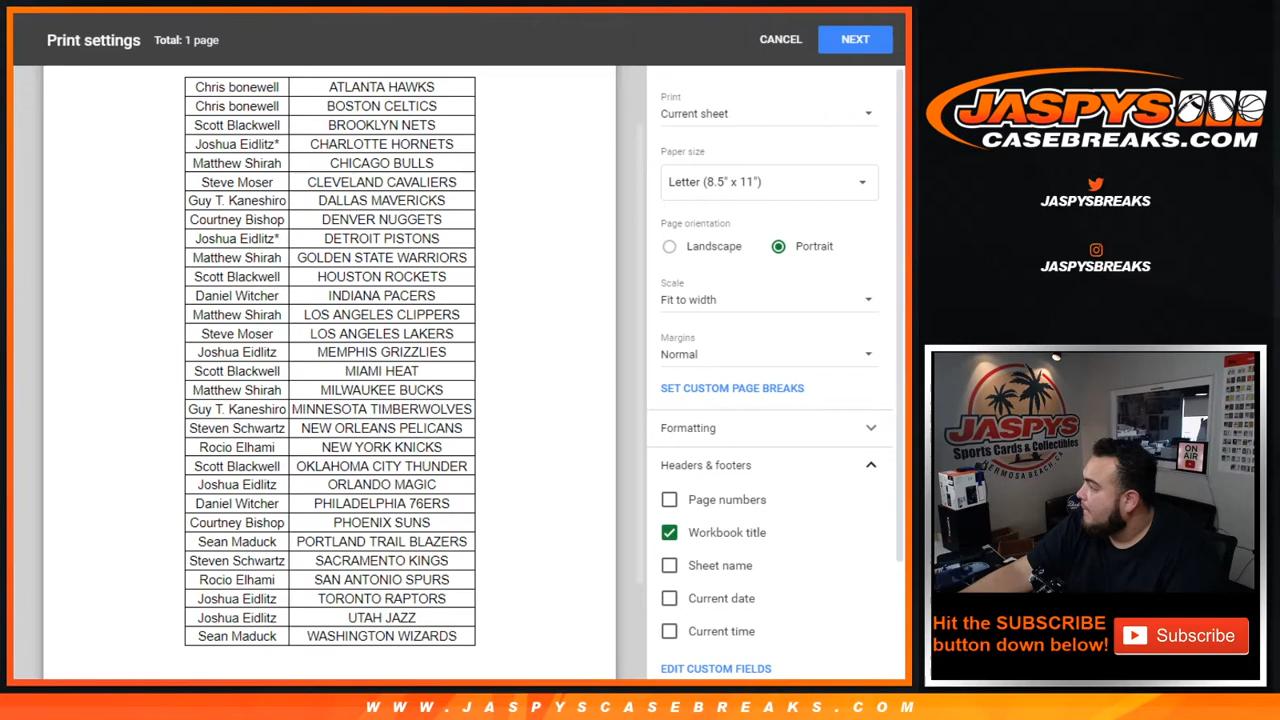 Print settings Total: 1 page
CANCEL NEXT
Chris bonewell ATLANTA HAWKS
Chris bonewell BOSTON CELTICS
Scott Blackwell BROOKLYN NETS
Joshua Eidlitz* CHARLOTTE HORNETS
Matthew Shirah CHICAGO BULLS
Steve Moser CLEVELAND CAVALIERS
Guy T. Kaneshiro DALLAS MAVERICKS
Courtney Bishop DENVER NUGGETS
Joshua Eidlitz* DETROIT PISTONS
Matthew Shirah GOLDEN STATE WARRIORS
Scott Blackwell HOUSTON ROCKETS
Daniel Witcher INDIANA PACERS
Matthew Shirah LOS ANGELES CLIPPERS
Steve Moser LOS ANGELES LAKERS
Joshua Eidlitz MEMPHIS GRIZZLIES
Scott Blackwell MIAMI HEAT
Matthew Shirah MILWAUKEE BUCKS
Guy T. Kaneshiro MINNESOTA TIMBERWOLVES
Steven Schwartz NEW ORLEANS PELICANS
Rocio Elhami NEW YORK KNICKS
Scott Blackwell OKLAHOMA CITY THUNDER
Joshua Eidlitz ORLANDO MAGIC
Daniel Witcher PHILADELPHIA 76ERS
Courtney Bishop PHOENIX SUNS
Sean Maduck PORTLAND TRAIL BLAZERS
Steven Schwartz SACRAMENTO KINGS
Rocio Elhami SAN ANTONIO SPURS
Joshua Eidlitz TORONTO RAPTORS
Joshua Eidlitz UTAH JAZZ
Sean Maduck WASHINGTON WIZARDS
Print
Current sheet
Paper size
Letter (8.5" x 11")
Page orientation
Landscape Portrait
Scale
Fit to width
Margins
Normal
SET CUSTOM PAGE BREAKS
Formatting
Headers & footers
Page numbers
Workbook title
Sheet name
Current date
Current time
EDIT CUSTOM FIELDS
JASPYS
CASEBREAKS.COM
JASPYSBREAKS
JASPYSBREAKS
JASPYS
Sports Cards & Collectibles
HERMOSA BEACH, CA
ON AIR
Hit the SUBSCRIBE
button down below!
Subscribe
WWW.JASPYSCASEBREAKS.COM